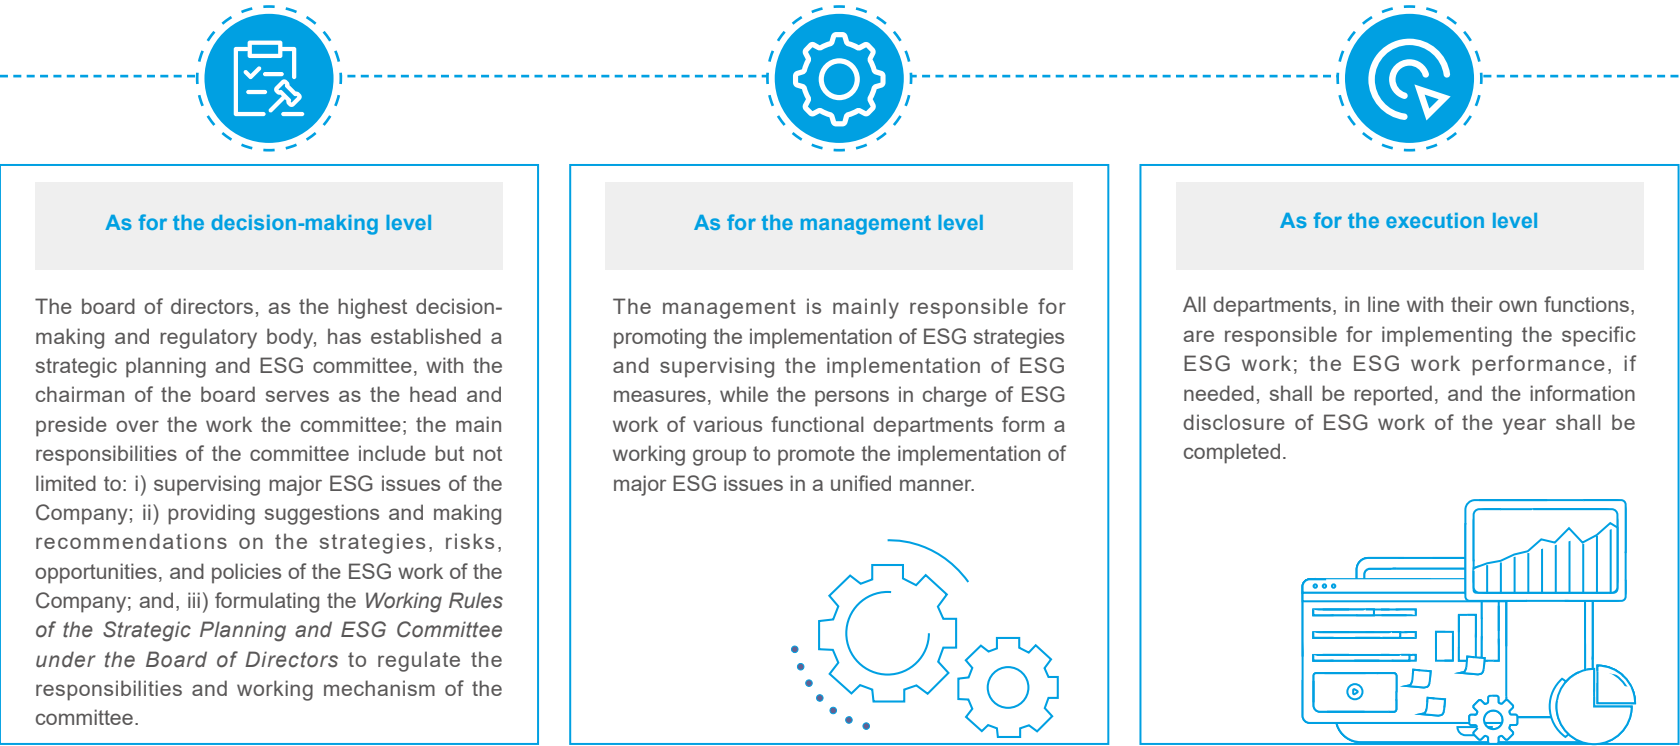 As for the decision-making level
The board of directors, as the highest decision-
making and regulatory body, has established a
strategic planning and ESG committee, with the
chairman of the board serves as the head and
preside over the work the committee; the main
responsibilities of the committee include but not
limited to: i) supervising major ESG issues of the
Company; ii) providing suggestions and making
recommendations on the strategies, risks,
opportunities, and policies of the ESG work of the
Company; and, iii) formulating the Working Rules
of the Strategic Planning and ESG Committee
under the Board of Directors to regulate the
responsibilities and working mechanism of the
committee.
As for the management level
The management is mainly responsible for
promoting the implementation of ESG strategies
and supervising the implementation of ESG
measures, while the persons in charge of ESG
work of various functional departments form a
working group to promote the implementation of
major ESG issues in a unified manner.
As for the execution level
All departments, in line with their own functions,
are responsible for implementing the specific
ESG work; the ESG work performance, if
needed, shall be reported, and the information
disclosure of ESG work of the year shall be
completed.